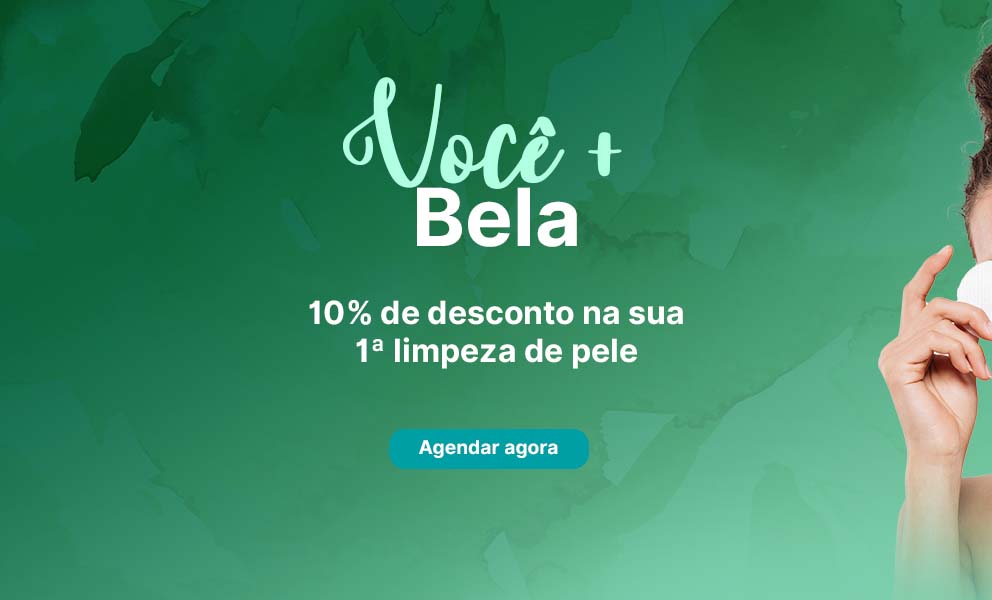 Você +
Bela
10% de desconto na sua
1ª limpeza de pele
Agendar agora